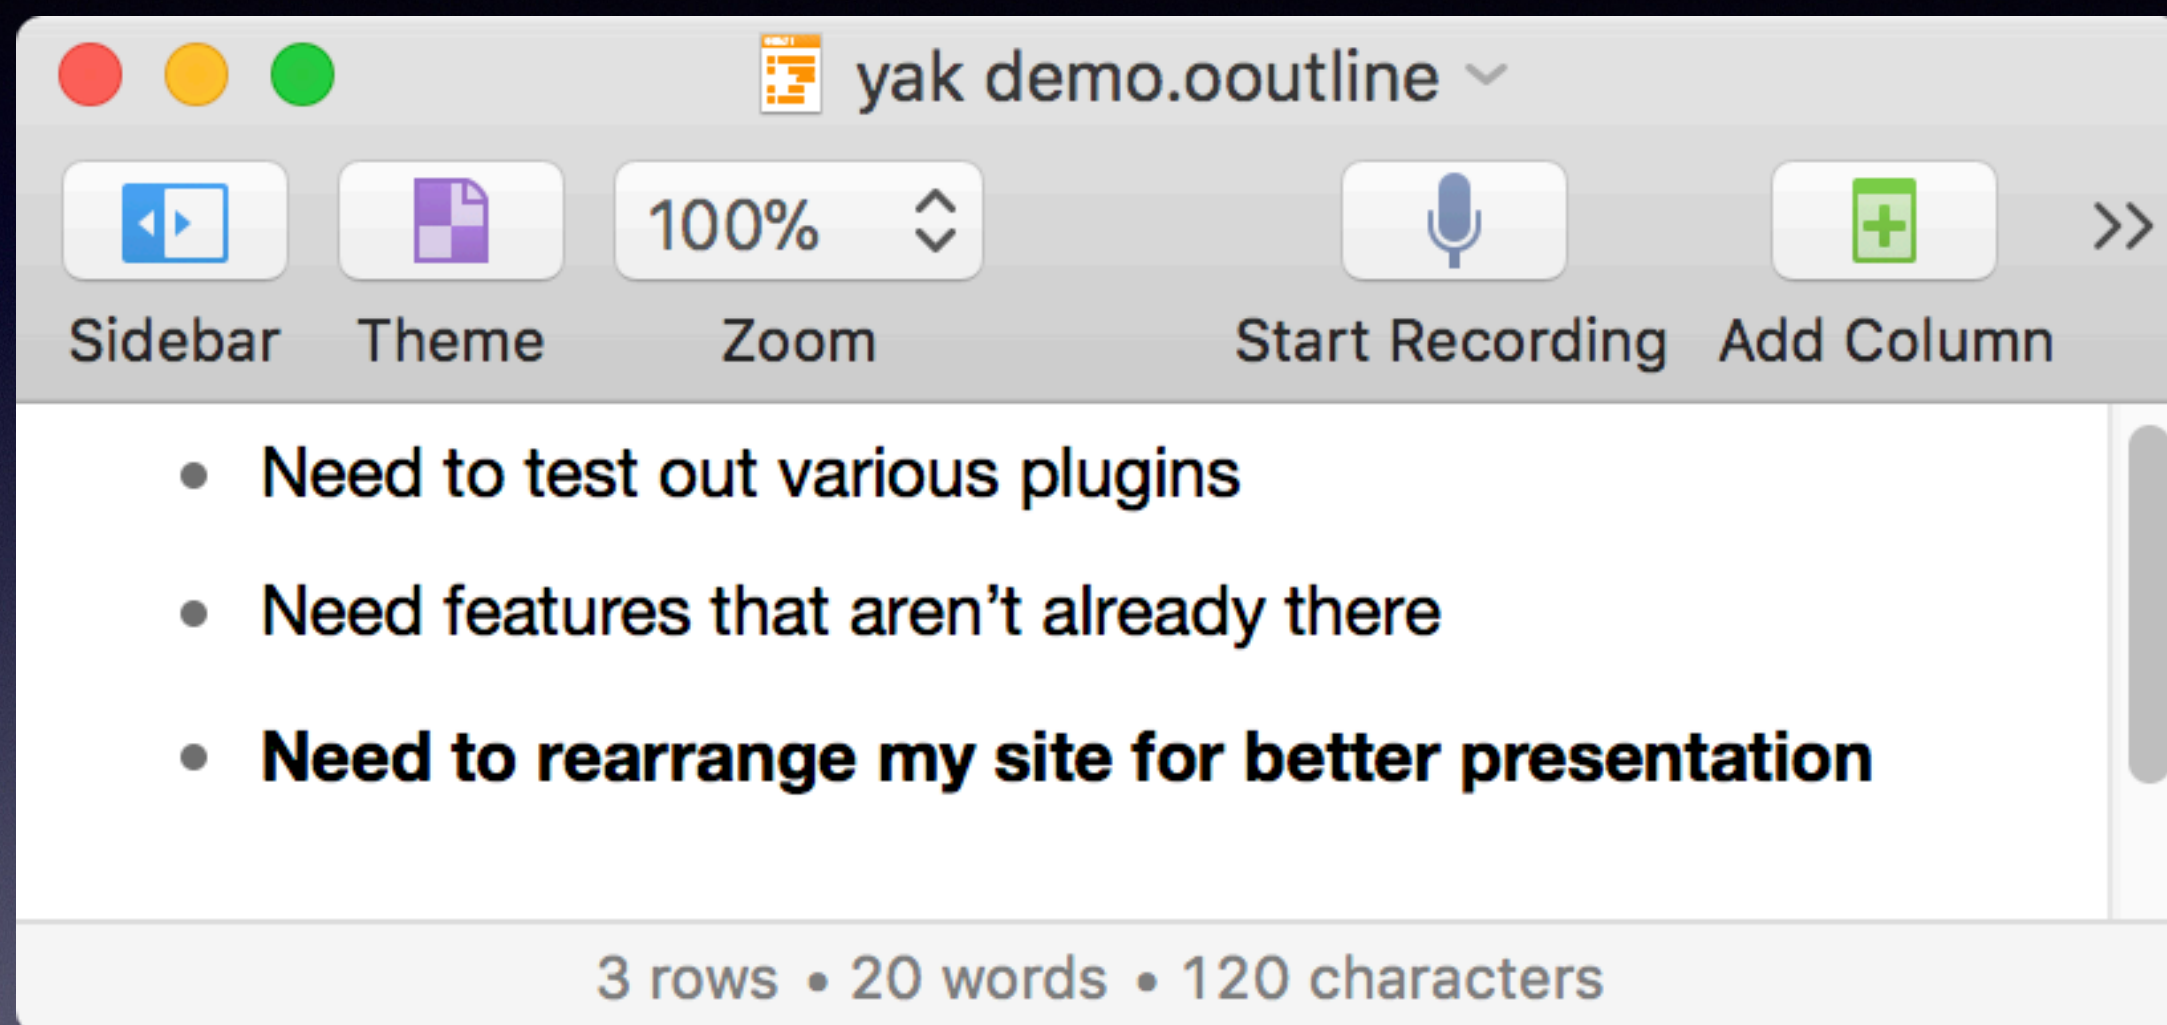 yak demo.ooutline
100%
Sidebar Theme Zoom Start Recording Add Column
• Need to test out various plugins
• Need features that aren’t already there
• Need to rearrange my site for better presentation
3 rows • 20 words • 120 characters